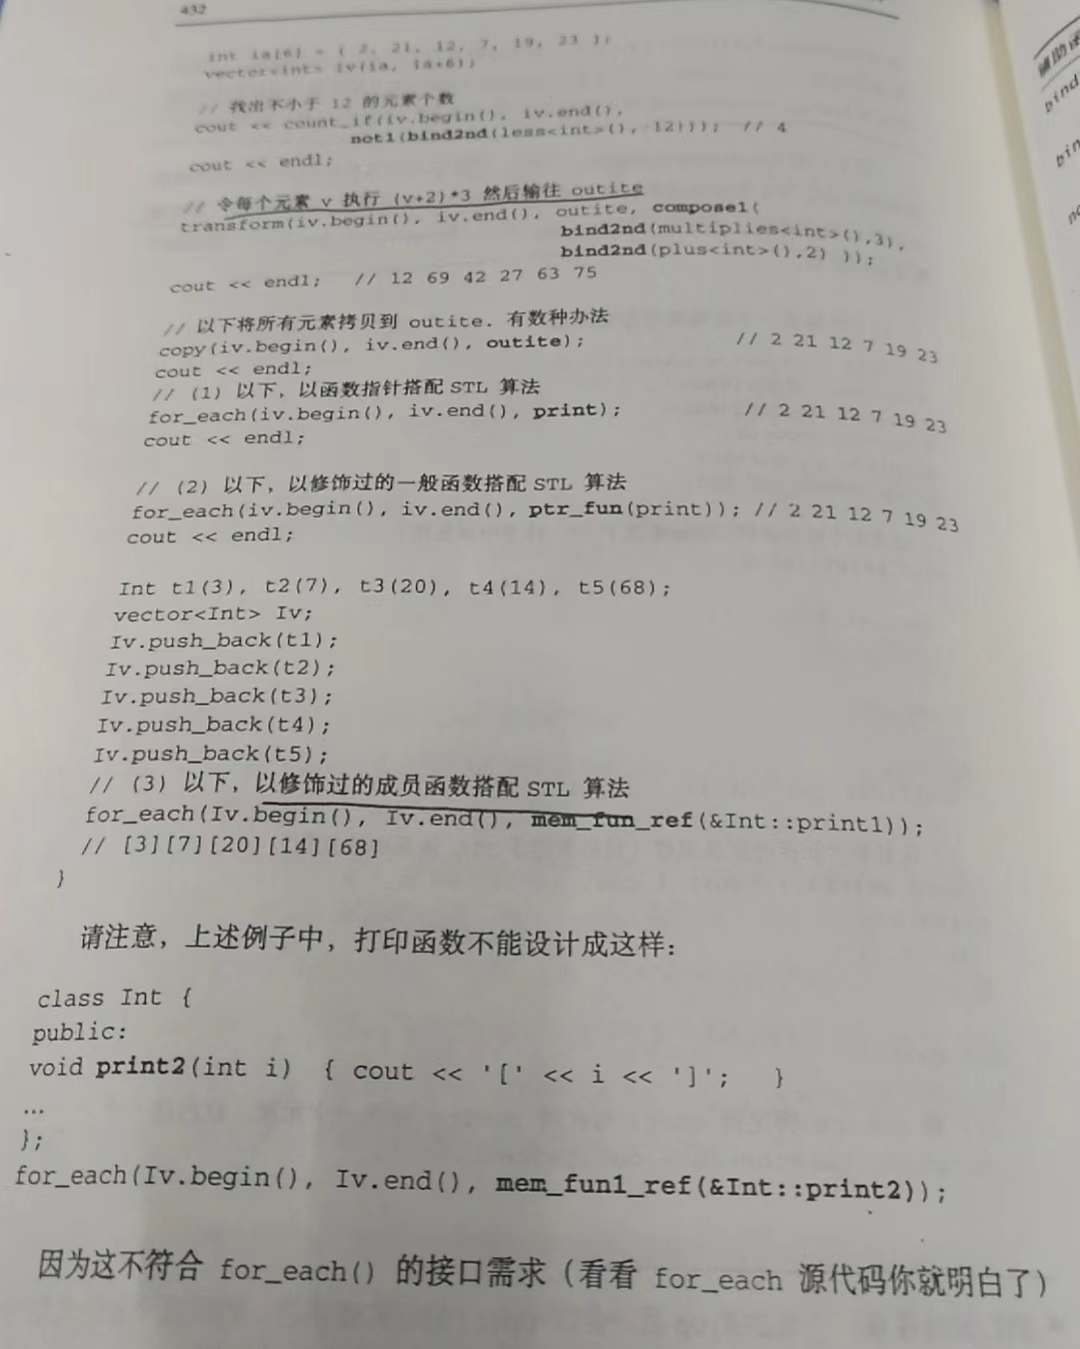 432
int ia[6] = { 2, 21, 12, 7, 19, 23 };
vector<int> iv(ia, ia+6);
// 找出不小于 12 的元素个数
cout << count_if(iv.begin(), iv.end(),
not1(bind2nd(less<int>(), 12))); // 4
cout << endl;
// 令每个元素 v 执行 (v+2)*3 然后输往 outite
transform(iv.begin(), iv.end(), outite, compose1(
bind2nd(multiplies<int>(),3),
bind2nd(plus<int>(),2) ));
cout << endl; // 12 69 42 27 63 75
// 以下将所有元素拷贝到 outite. 有数种办法
copy(iv.begin(), iv.end(), outite); // 2 21 12 7 19 23
cout << endl;
// (1) 以下, 以函数指针搭配 STL 算法
for_each(iv.begin(), iv.end(), print); // 2 21 12 7 19 23
cout << endl;
// (2) 以下, 以修饰过的一般函数搭配 STL 算法
for_each(iv.begin(), iv.end(), ptr_fun(print)); // 2 21 12 7 19 23
cout << endl;
Int t1(3), t2(7), t3(20), t4(14), t5(68);
vector<Int> Iv;
Iv.push_back(t1);
Iv.push_back(t2);
Iv.push_back(t3);
Iv.push_back(t4);
Iv.push_back(t5);
// (3) 以下, 以修饰过的成员函数搭配 STL 算法
for_each(Iv.begin(), Iv.end(), mem_fun_ref(&Int::print1));
// [3][7][20][14][68]
}
请注意，上述例子中，打印函数不能设计成这样：
class Int {
public:
void print2(int i) { cout << '[' << i << ']'; }
...
};
for_each(Iv.begin(), Iv.end(), mem_fun1_ref(&Int::print2));
因为这不符合 for_each() 的接口需求（看看 for_each 源代码你就明白了）